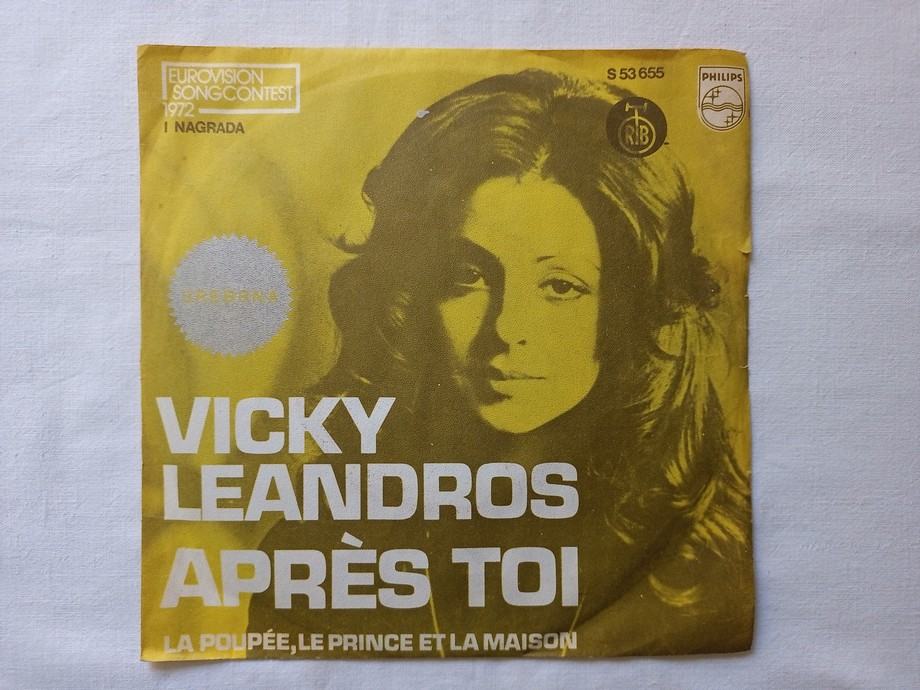 EUROVISION
SONGCONTEST
1972
I NAGRADA
S 53 655
PHILIPS
RTB
SREBRNA
VICKY
LEANDROS
APRÈS TOI
LA POUPÉE, LE PRINCE ET LA MAISON